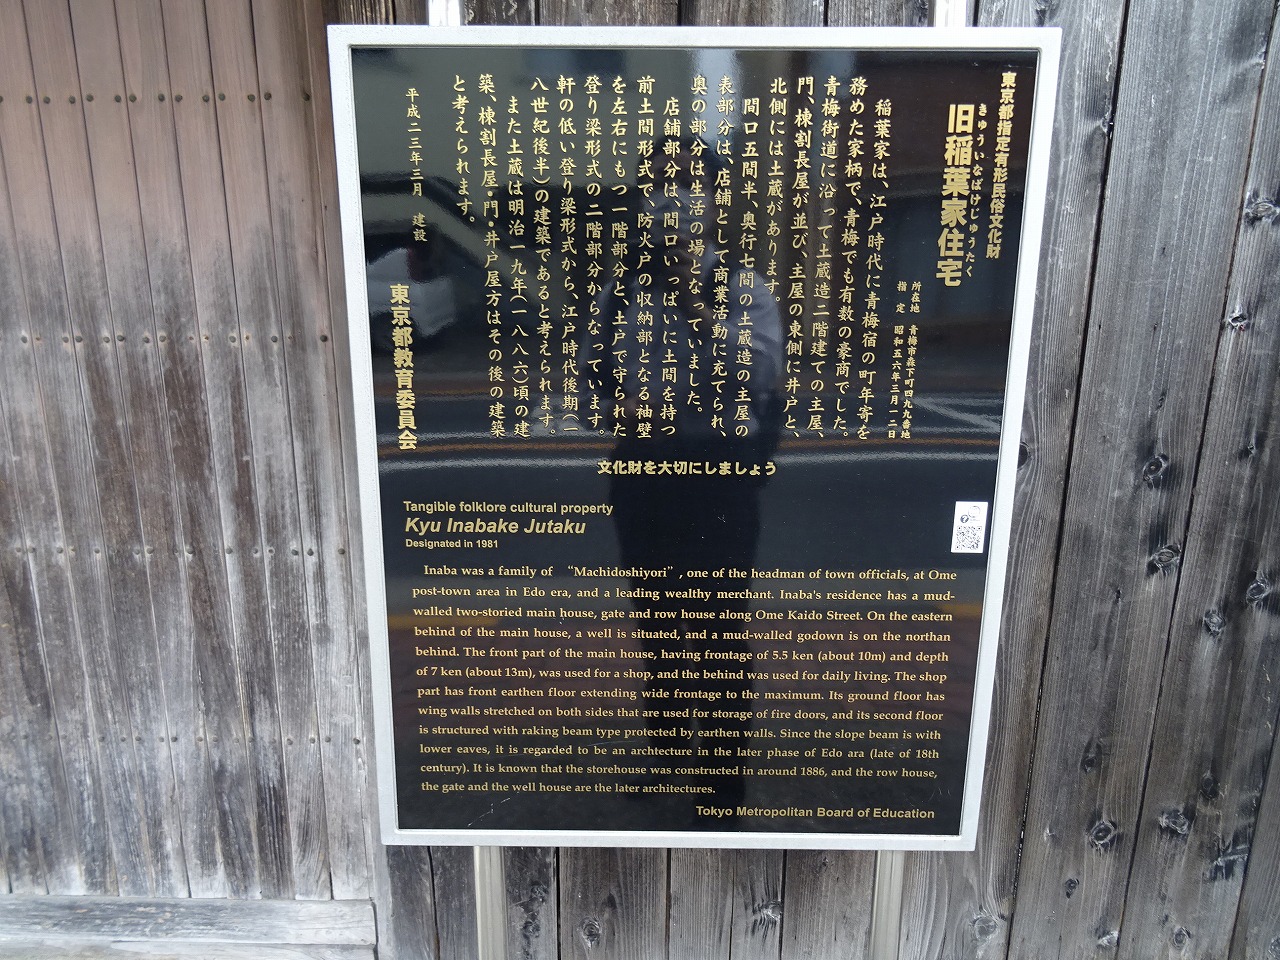 東京都指定有形民俗文化財
きゅういなばけじゅうたく
旧稲葉家住宅
所在地　青梅市森下町四九九番地
指　定　昭和五六年三月一二日
稲葉家は、江戸時代に青梅宿の町年寄を
務めた家柄で、青梅でも有数の豪商でした。
青梅街道に沿って土蔵造二階建ての主屋、
門、棟割長屋が並び、主屋の東側に井戸と、
北側には土蔵があります。
間口五間半、奥行七間の土蔵造の主屋の
表部分は、店舗として商業活動に充てられ、
奥の部分は生活の場となっていました。
店舗部分は、間口いっぱいに土間を持つ
前土間形式で、防火戸の収納部となる袖壁
を左右にもつ一階部分と、土戸で守られた
登り梁形式の二階部分からなっています。
軒の低い登り梁形式から、江戸時代後期（一
八世紀後半）の建築であると考えられます。
また土蔵は明治一九年（一八八六）頃の建
築、棟割長屋・門・井戸屋方はその後の建築
と考えられます。
平成二三年三月　建設
東京都教育委員会
文化財を大切にしましょう
Tangible folklore cultural property
Kyu Inabake Jutaku
Designated in 1981
Inaba was a family of “Machidoshiyori”, one of the headman of town officials, at Ome
post-town area in Edo era, and a leading wealthy merchant. Inaba's residence has a mud-
walled two-storied main house, gate and row house along Ome Kaido Street. On the eastern
behind of the main house, a well is situated, and a mud-walled godown is on the northan
behind. The front part of the main house, having frontage of 5.5 ken (about 10m) and depth
of 7 ken (about 13m), was used for a shop, and the behind was used for daily living. The shop
part has front earthen floor extending wide frontage to the maximum. Its ground floor has
wing walls stretched on both sides that are used for storage of fire doors, and its second floor
is structured with raking beam type protected by earthen walls. Since the slope beam is with
lower eaves, it is regarded to be an archtecture in the later phase of Edo ara (late of 18th
century). It is known that the storehouse was constructed in around 1886, and the row house,
the gate and the well house are the later architectures.
Tokyo Metropolitan Board of Education